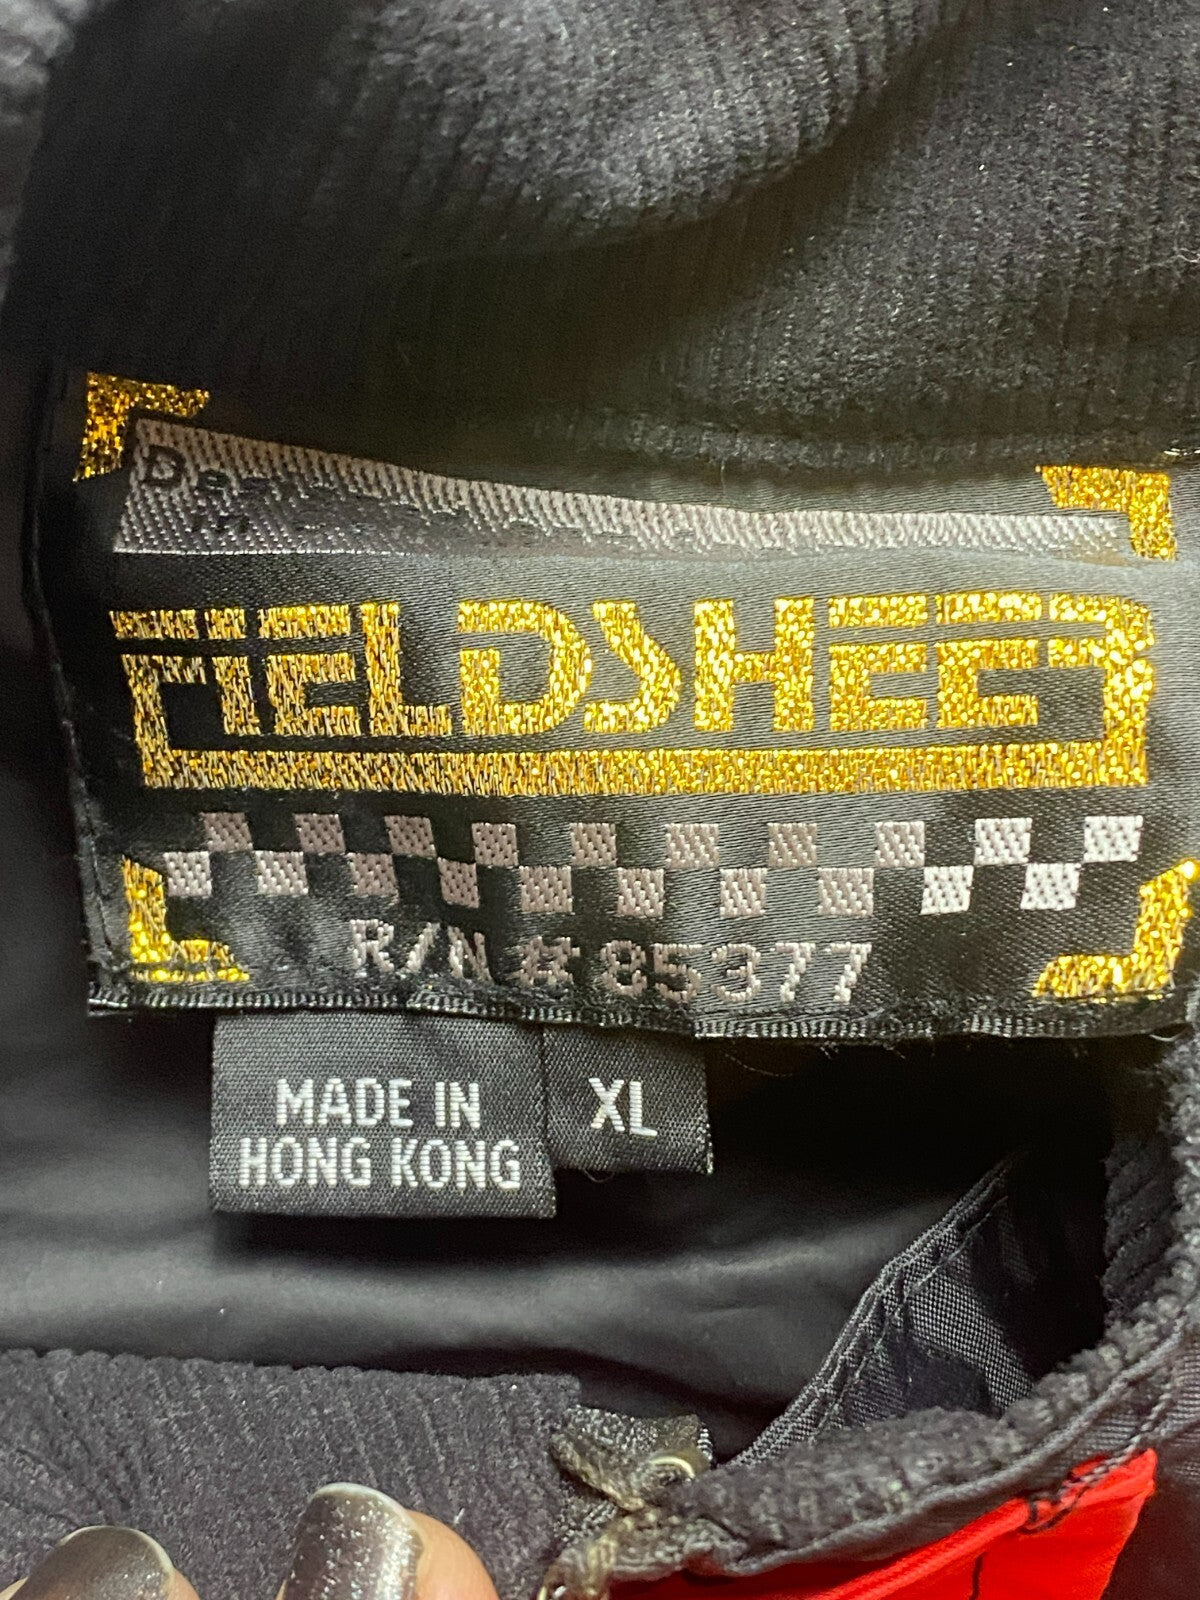 FIELDSHEER
R/N # 85377
MADE IN
HONG KONG
XL